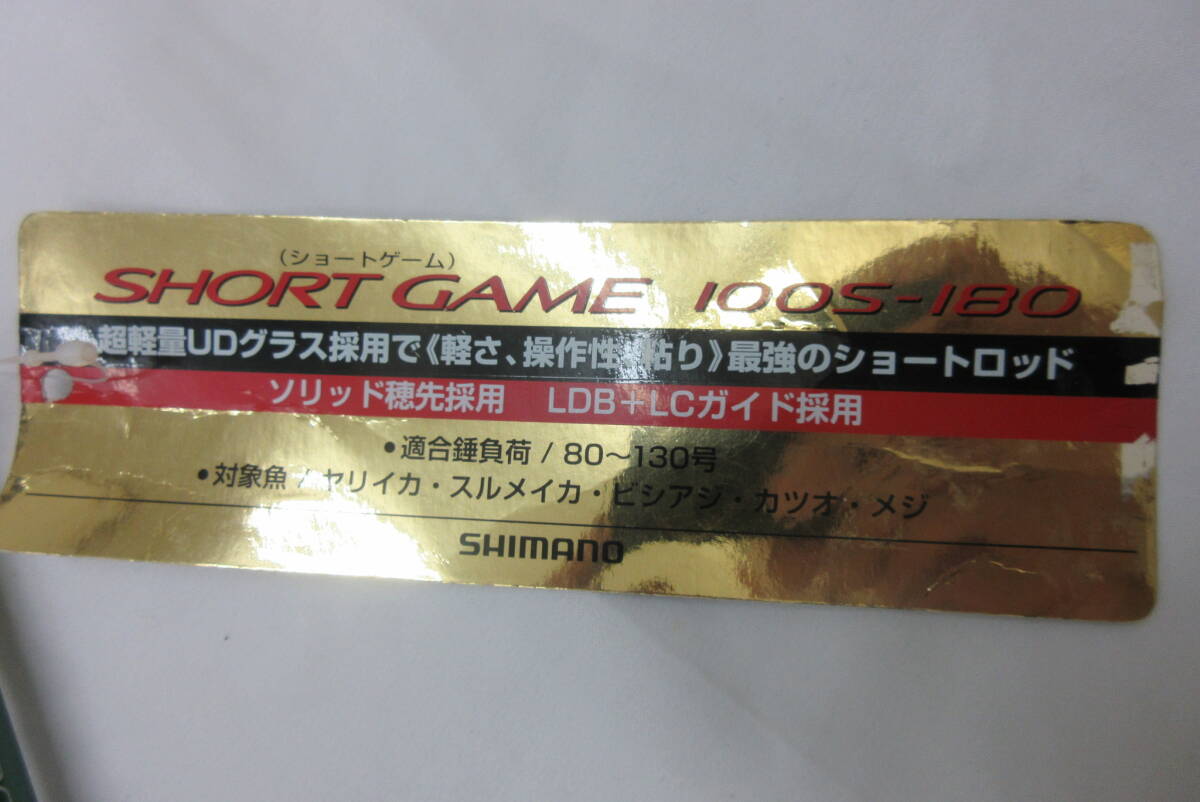 （ショートゲーム）
SHORT GAME 100S-180
超軽量UDグラス採用で《軽さ、操作性、粘り》最強のショートロッド
ソリッド穂先採用 LDB+LCガイド採用
•適合錘負荷 / 80〜130号
•対象魚 / ヤリイカ・スルメイカ・ビシアジ・カツオ・メジ
SHIMANO